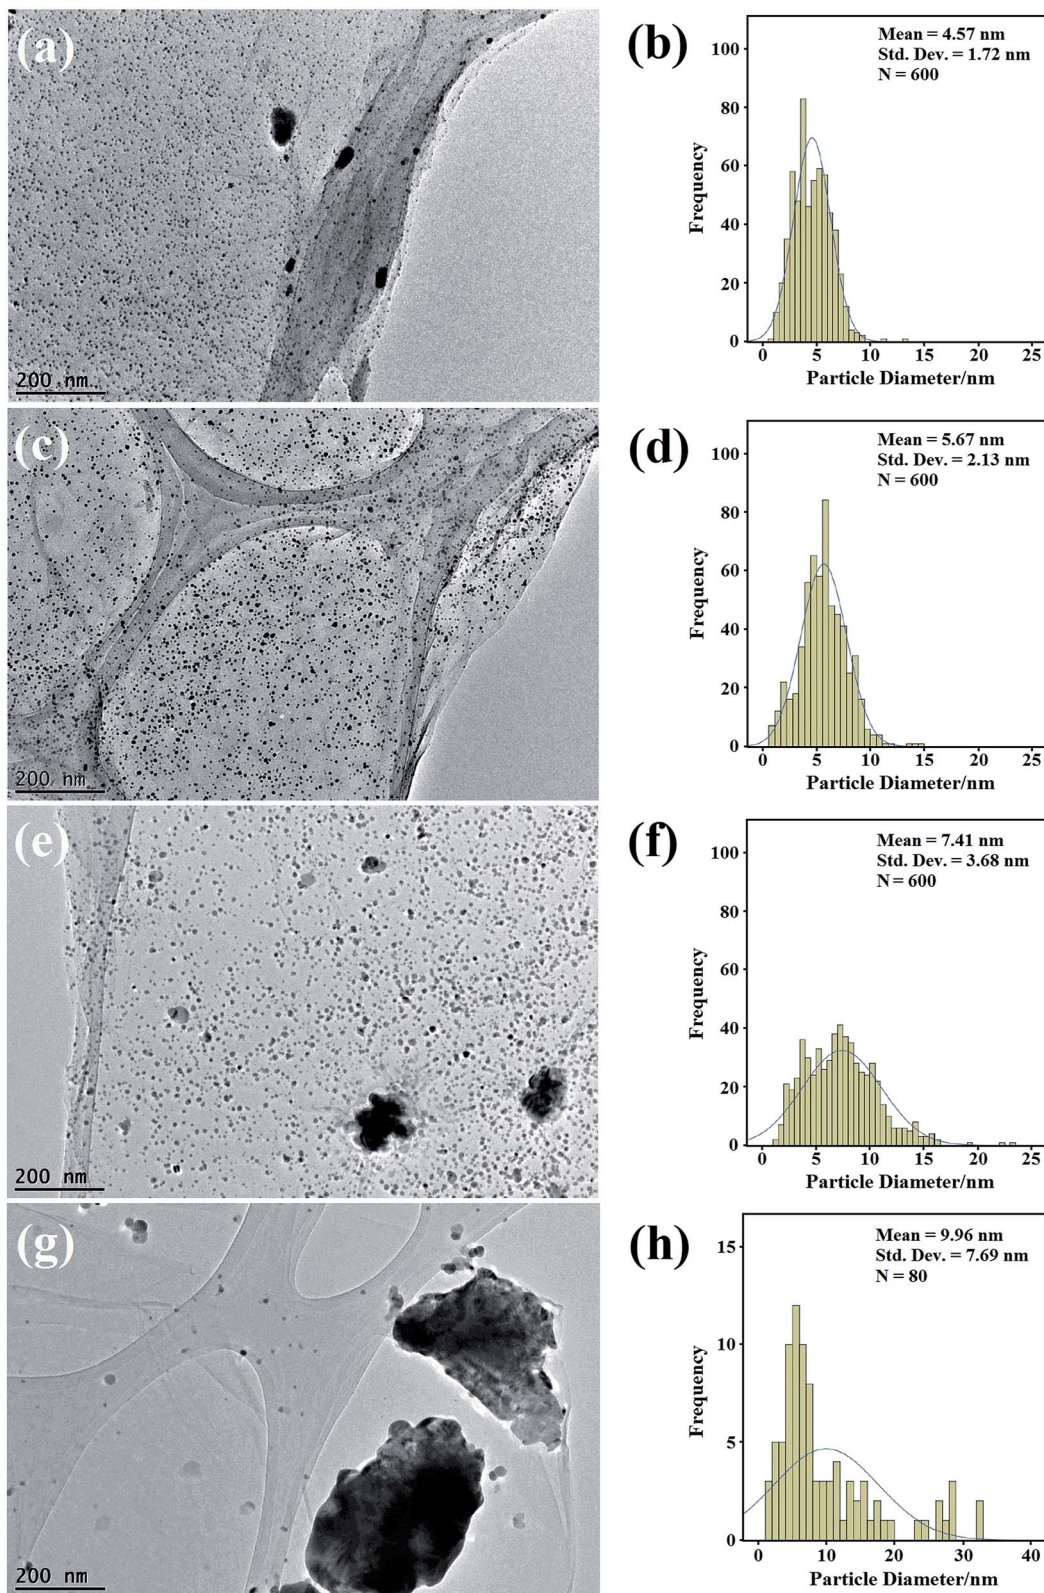 (a)
200 nm
(b)
Mean = 4.57 nm
Std. Dev. = 1.72 nm
N = 600
100
80
60
40
20
0
Frequency
0 5 10 15 20 25
Particle Diameter/nm
(c)
200 nm
(d)
Mean = 5.67 nm
Std. Dev. = 2.13 nm
N = 600
100
80
60
40
20
0
Frequency
0 5 10 15 20 25
Particle Diameter/nm
(e)
200 nm
(f)
Mean = 7.41 nm
Std. Dev. = 3.68 nm
N = 600
100
80
60
40
20
0
Frequency
0 5 10 15 20 25
Particle Diameter/nm
(g)
200 nm
(h)
Mean = 9.96 nm
Std. Dev. = 7.69 nm
N = 80
15
10
5
0
Frequency
0 10 20 30 40
Particle Diameter/nm